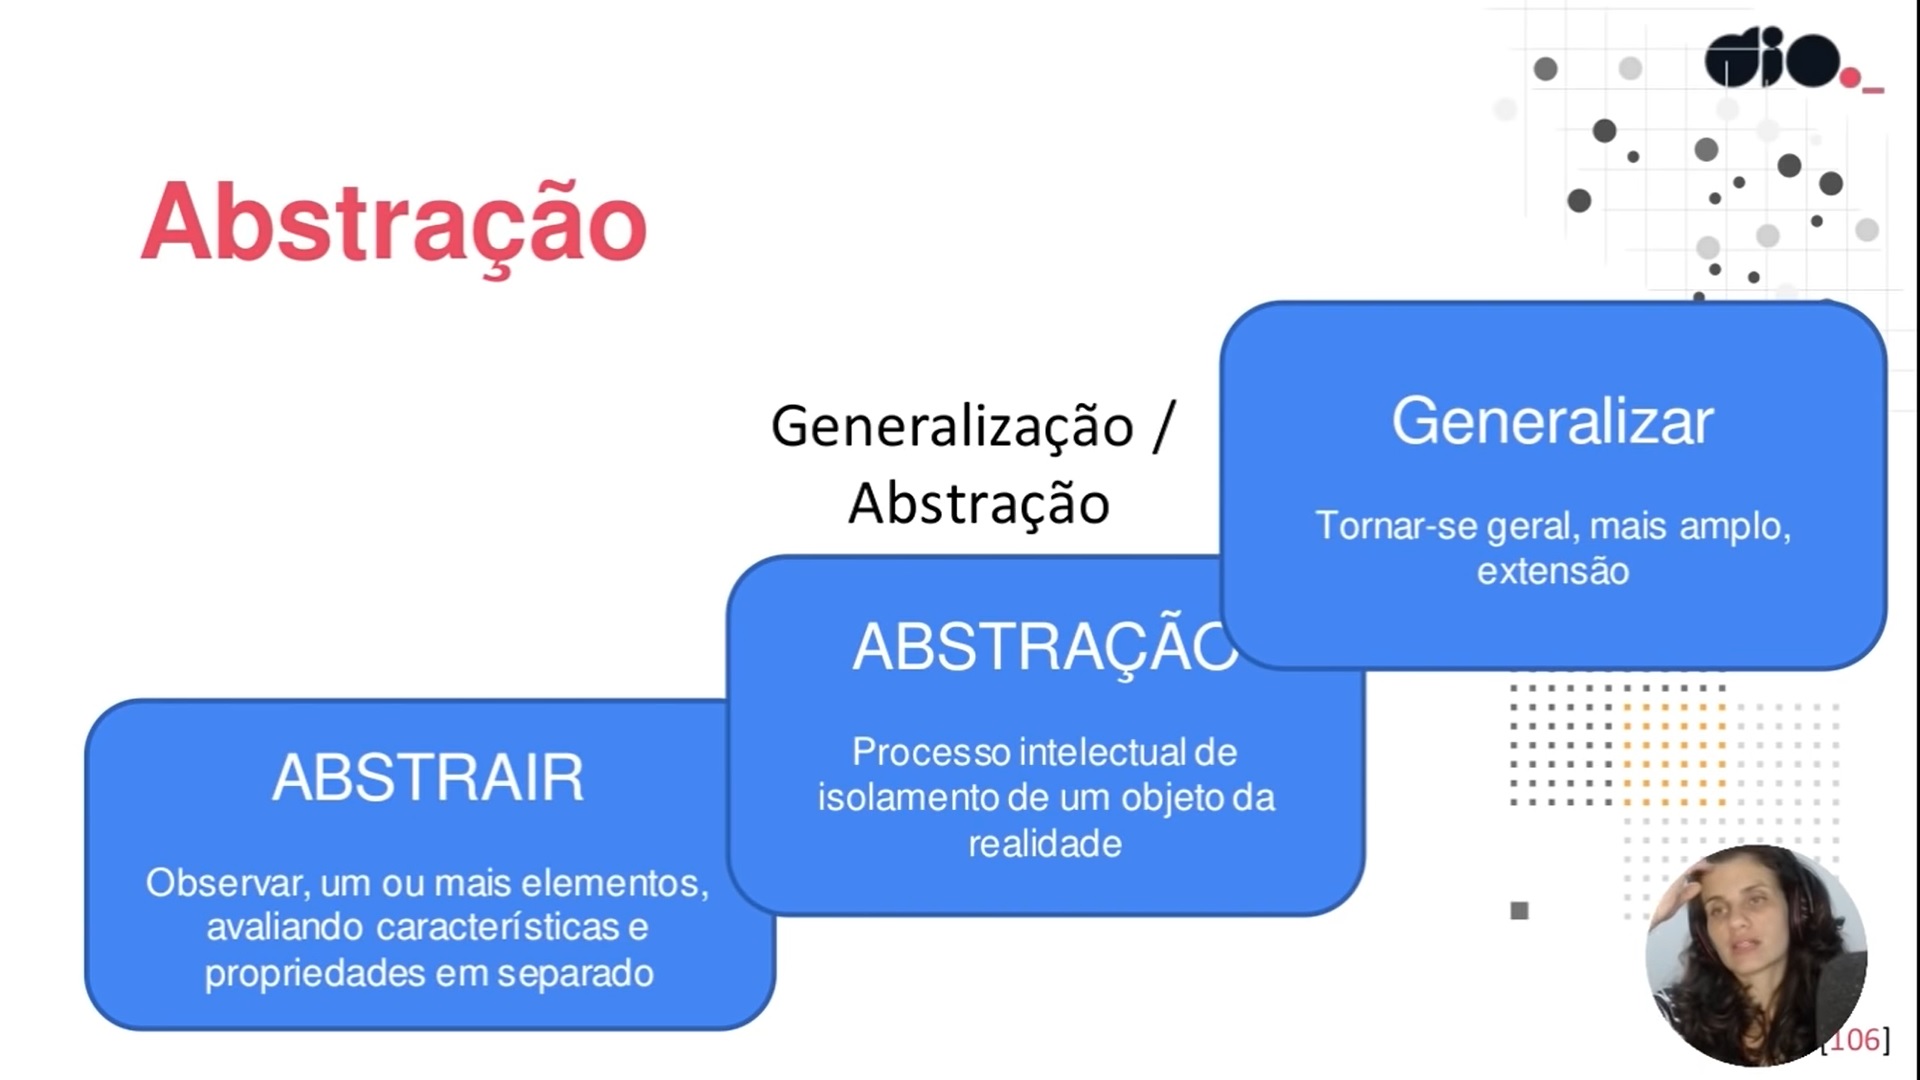 dio._
Abstração
Generalização /
Abstração
Generalizar
Tornar-se geral, mais amplo,
extensão
ABSTRAÇÃO
Processo intelectual de
isolamento de um objeto da
realidade
ABSTRAIR
Observar, um ou mais elementos,
avaliando características e
propriedades em separado
[106]